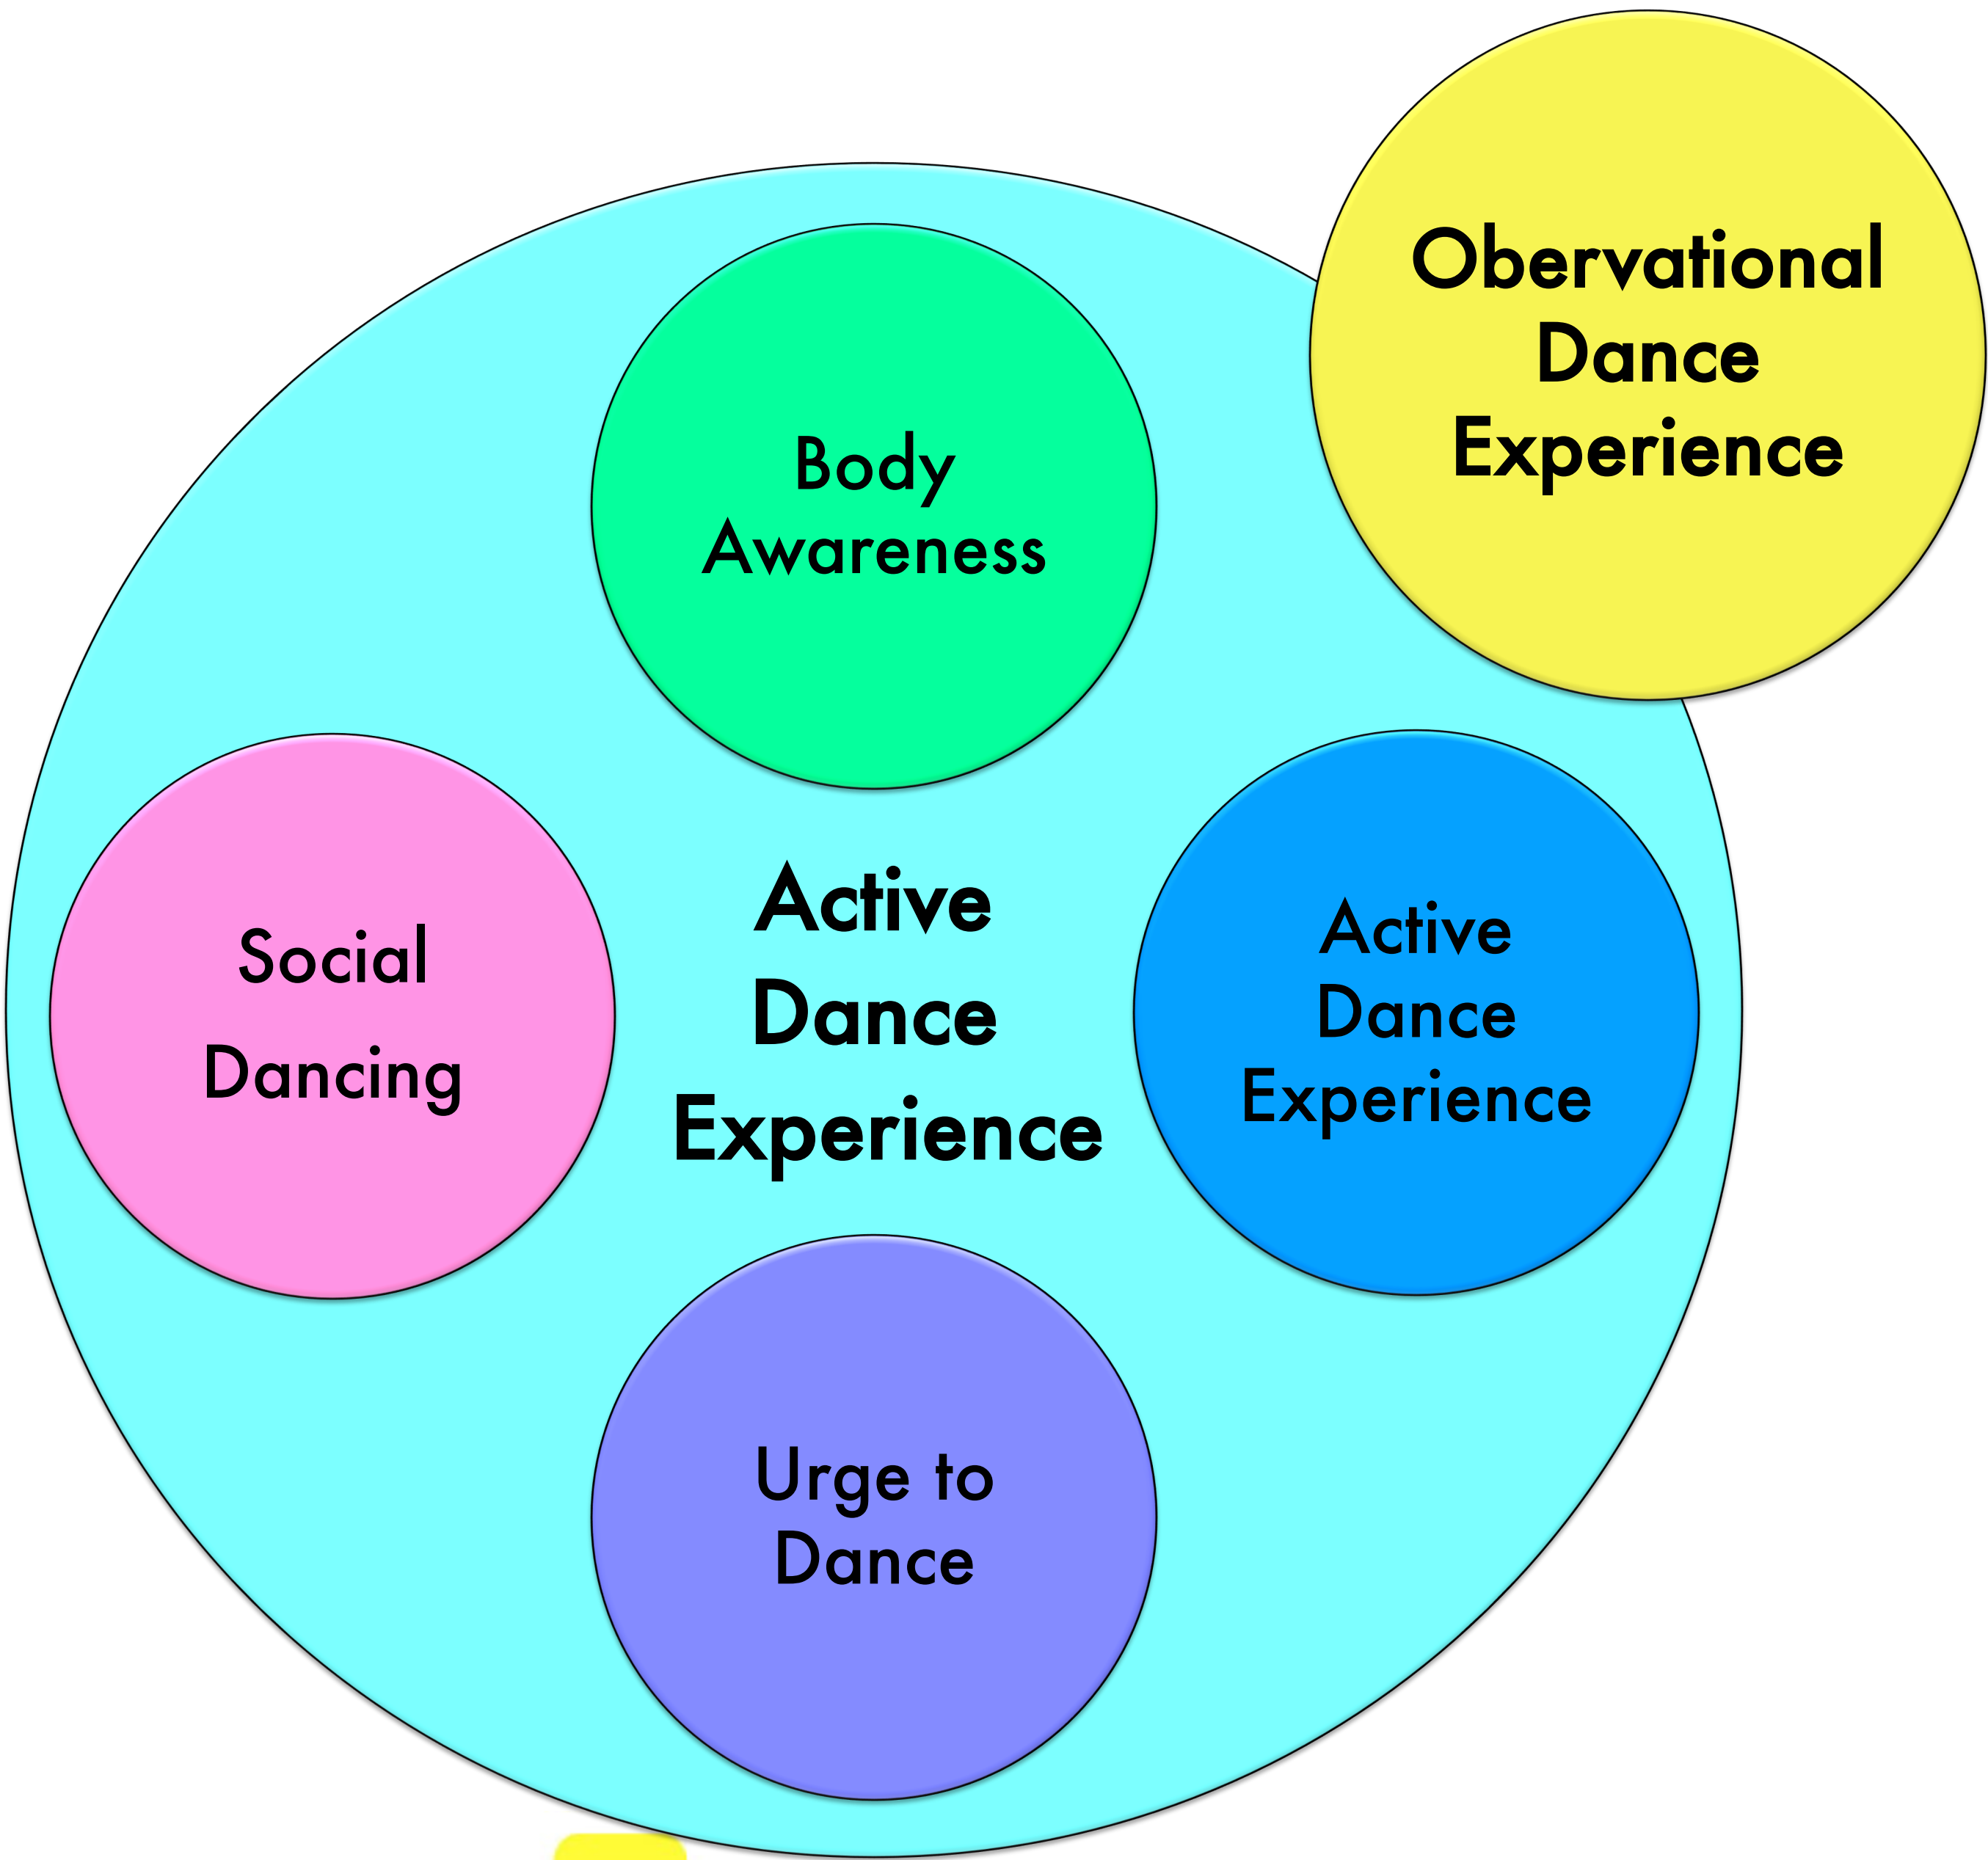 Obervational
Dance
Experience
Body
Awareness
Social
Dancing
Active
Dance
Experience
Active
Dance
Experience
Urge to
Dance